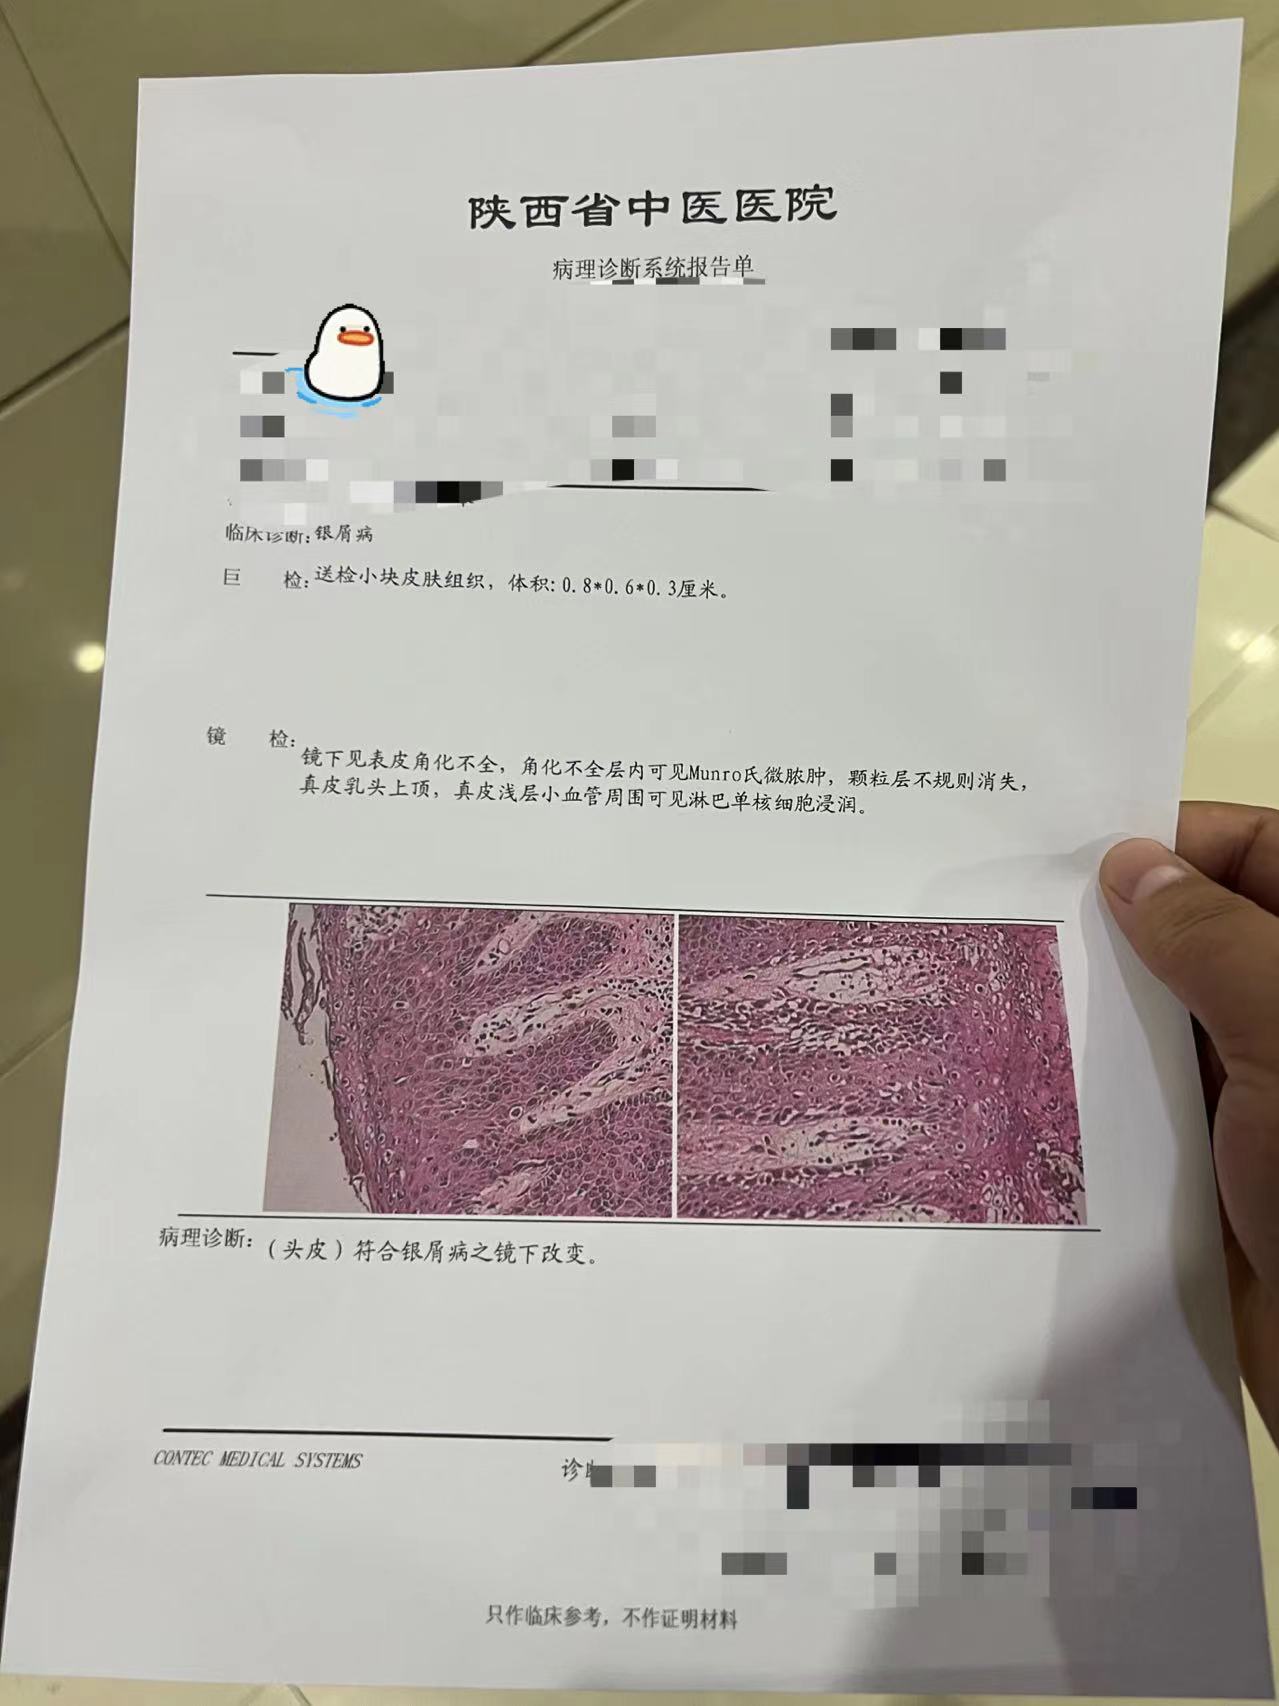 陕西省中医医院
病理诊断系统报告单
临床诊断: 银屑病
巨 检: 送检小块皮肤组织，体积: 0.8*0.6*0.3厘米。
镜 检:
镜下见表皮角化不全，角化不全层内可见Munro氏微脓肿，颗粒层不规则消失，
真皮乳头上顶，真皮浅层小血管周围可见淋巴单核细胞浸润。
病理诊断: （头皮）符合银屑病之镜下改变。
CONTEC MEDICAL SYSTEMS
诊
只作临床参考，不作证明材料